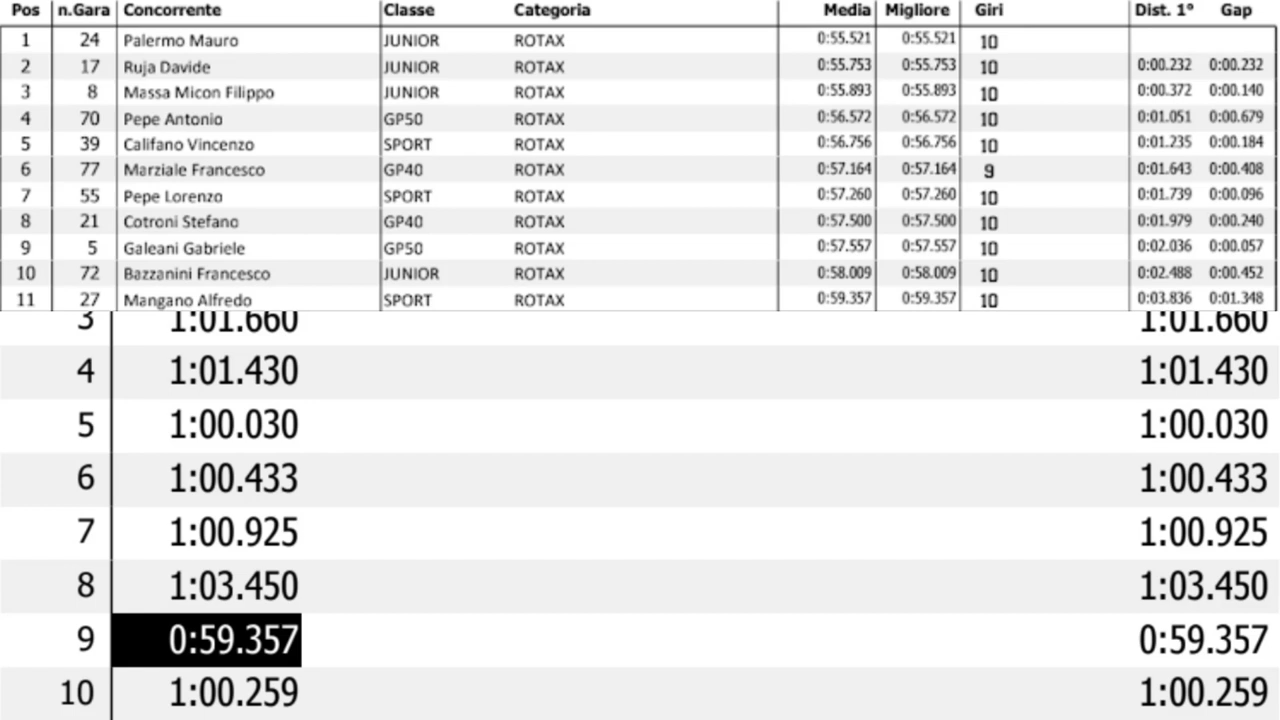 Pos n.Gara Concorrente Classe Categoria Media Migliore Giri Dist. 1° Gap
1 24 Palermo Mauro JUNIOR ROTAX 0:55.521 0:55.521 10
2 17 Ruja Davide JUNIOR ROTAX 0:55.753 0:55.753 10 0:00.232 0:00.232
3 8 Massa Micon Filippo JUNIOR ROTAX 0:55.893 0:55.893 10 0:00.372 0:00.140
4 70 Pepe Antonio GP50 ROTAX 0:56.572 0:56.572 10 0:01.051 0:00.679
5 39 Califano Vincenzo SPORT ROTAX 0:56.756 0:56.756 10 0:01.235 0:00.184
6 77 Marziale Francesco GP40 ROTAX 0:57.164 0:57.164 9 0:01.643 0:00.408
7 55 Pepe Lorenzo SPORT ROTAX 0:57.260 0:57.260 10 0:01.739 0:00.096
8 21 Cotroni Stefano GP40 ROTAX 0:57.500 0:57.500 10 0:01.979 0:00.240
9 5 Galeani Gabriele GP50 ROTAX 0:57.557 0:57.557 10 0:02.036 0:00.057
10 72 Bazzanini Francesco JUNIOR ROTAX 0:58.009 0:58.009 10 0:02.488 0:00.452
11 27 Mangano Alfredo SPORT ROTAX 0:59.357 0:59.357 10 0:03.836 0:01.348
3 1:01.660 1:01.660
4 1:01.430 1:01.430
5 1:00.030 1:00.030
6 1:00.433 1:00.433
7 1:00.925 1:00.925
8 1:03.450 1:03.450
9 0:59.357 0:59.357
10 1:00.259 1:00.259